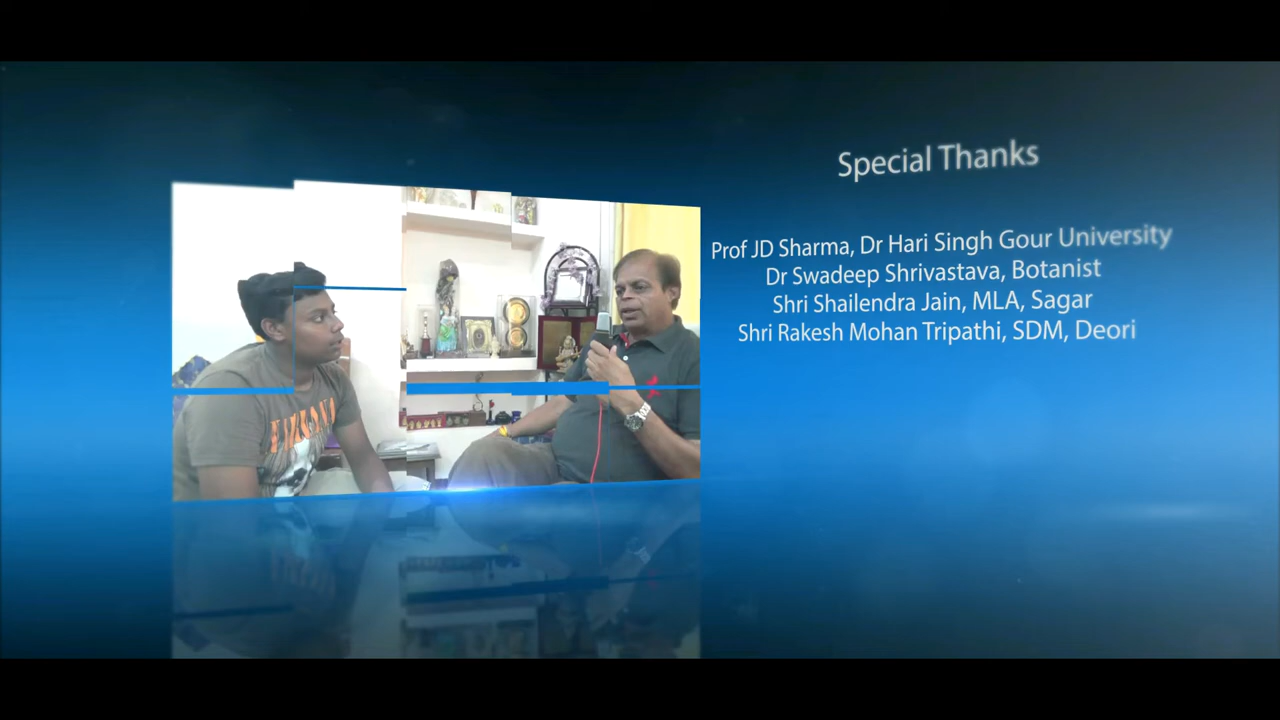 Special Thanks
Prof JD Sharma, Dr Hari Singh Gour University
Dr Swadeep Shrivastava, Botanist
Shri Shailendra Jain, MLA, Sagar
Shri Rakesh Mohan Tripathi, SDM, Deori